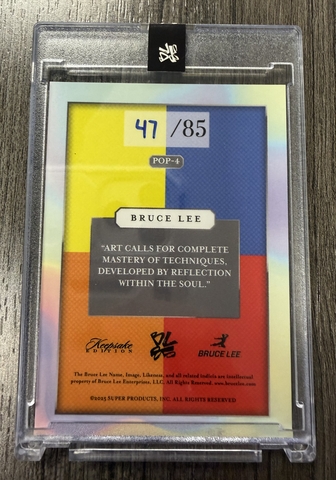 47 /85
POP-4
BRUCE LEE
"ART CALLS FOR COMPLETE
MASTERY OF TECHNIQUES,
DEVELOPED BY REFLECTION
WITHIN THE SOUL."
Keepsake
EDITION
BRUCE LEE
The Bruce Lee Name, Image, Likeness, and all related indicia are intellectual
property of Bruce Lee Enterprises, LLC. All Rights Reserved. www.brucelee.com
©2023 SUPER PRODUCTS, INC. ALL RIGHTS RESERVED